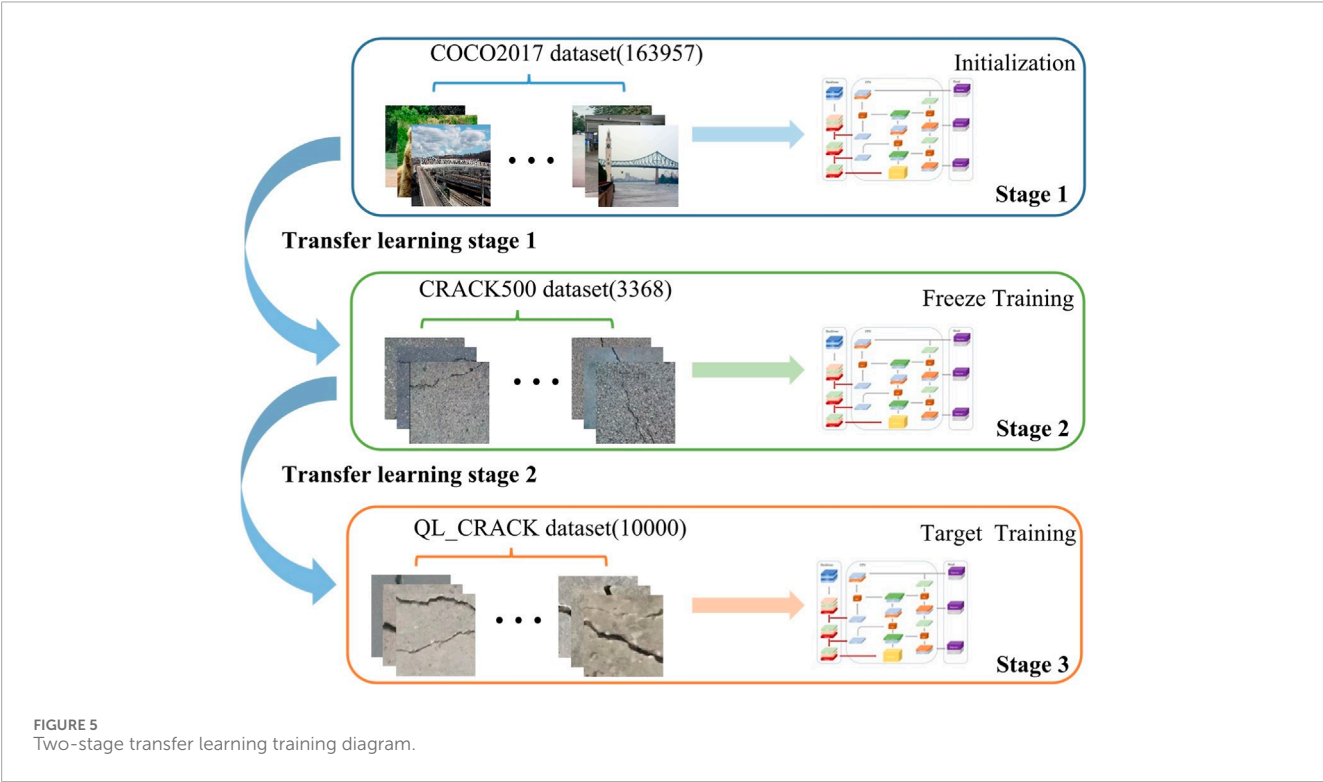 COCO2017 dataset(163957)
Initialization
Stage 1
Transfer learning stage 1
CRACK500 dataset(3368)
Freeze Training
Stage 2
Transfer learning stage 2
QL_CRACK dataset(10000)
Target Training
Stage 3
FIGURE 5
Two-stage transfer learning training diagram.